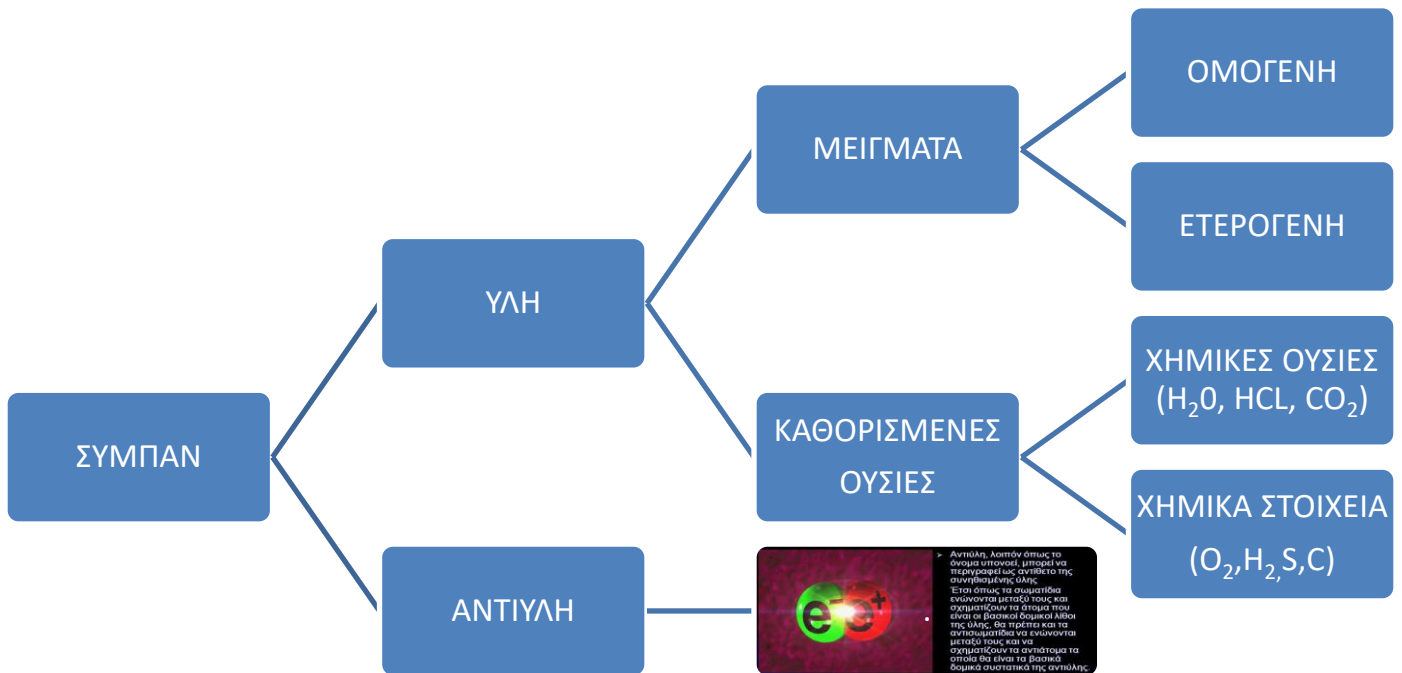 ΣΥΜΠΑΝ
ΥΛΗ
ΜΕΙΓΜΑΤΑ
ΟΜΟΓΕΝΗ
ΕΤΕΡΟΓΕΝΗ
ΚΑΘΟΡΙΣΜΕΝΕΣ
ΟΥΣΙΕΣ
ΧΗΜΙΚΕΣ ΟΥΣΙΕΣ
(H₂0, HCL, CO₂)
ΧΗΜΙΚΑ ΣΤΟΙΧΕΙΑ
(O₂,H₂,S,C)
ΑΝΤΙΥΛΗ
e⁻ e⁺
➤ Αντιύλη, λοιπόν όπως το
όνομα υπονοεί, μπορεί να
περιγραφεί ως αντίθετο της
συνηθισμένης ύλης
Έτσι όπως τα σωματίδια
ενώνονται μεταξύ τους και
σχηματίζουν τα άτομα που
είναι οι βασικοί δομικοί λίθοι
της ύλης, θα πρέπει και τα
αντισωματίδια να ενώνονται
μεταξύ τους και να
σχηματίζουν τα αντιάτομα τα
οποία θα είναι τα βασικά
δομικά συστατικά της αντιύλης.